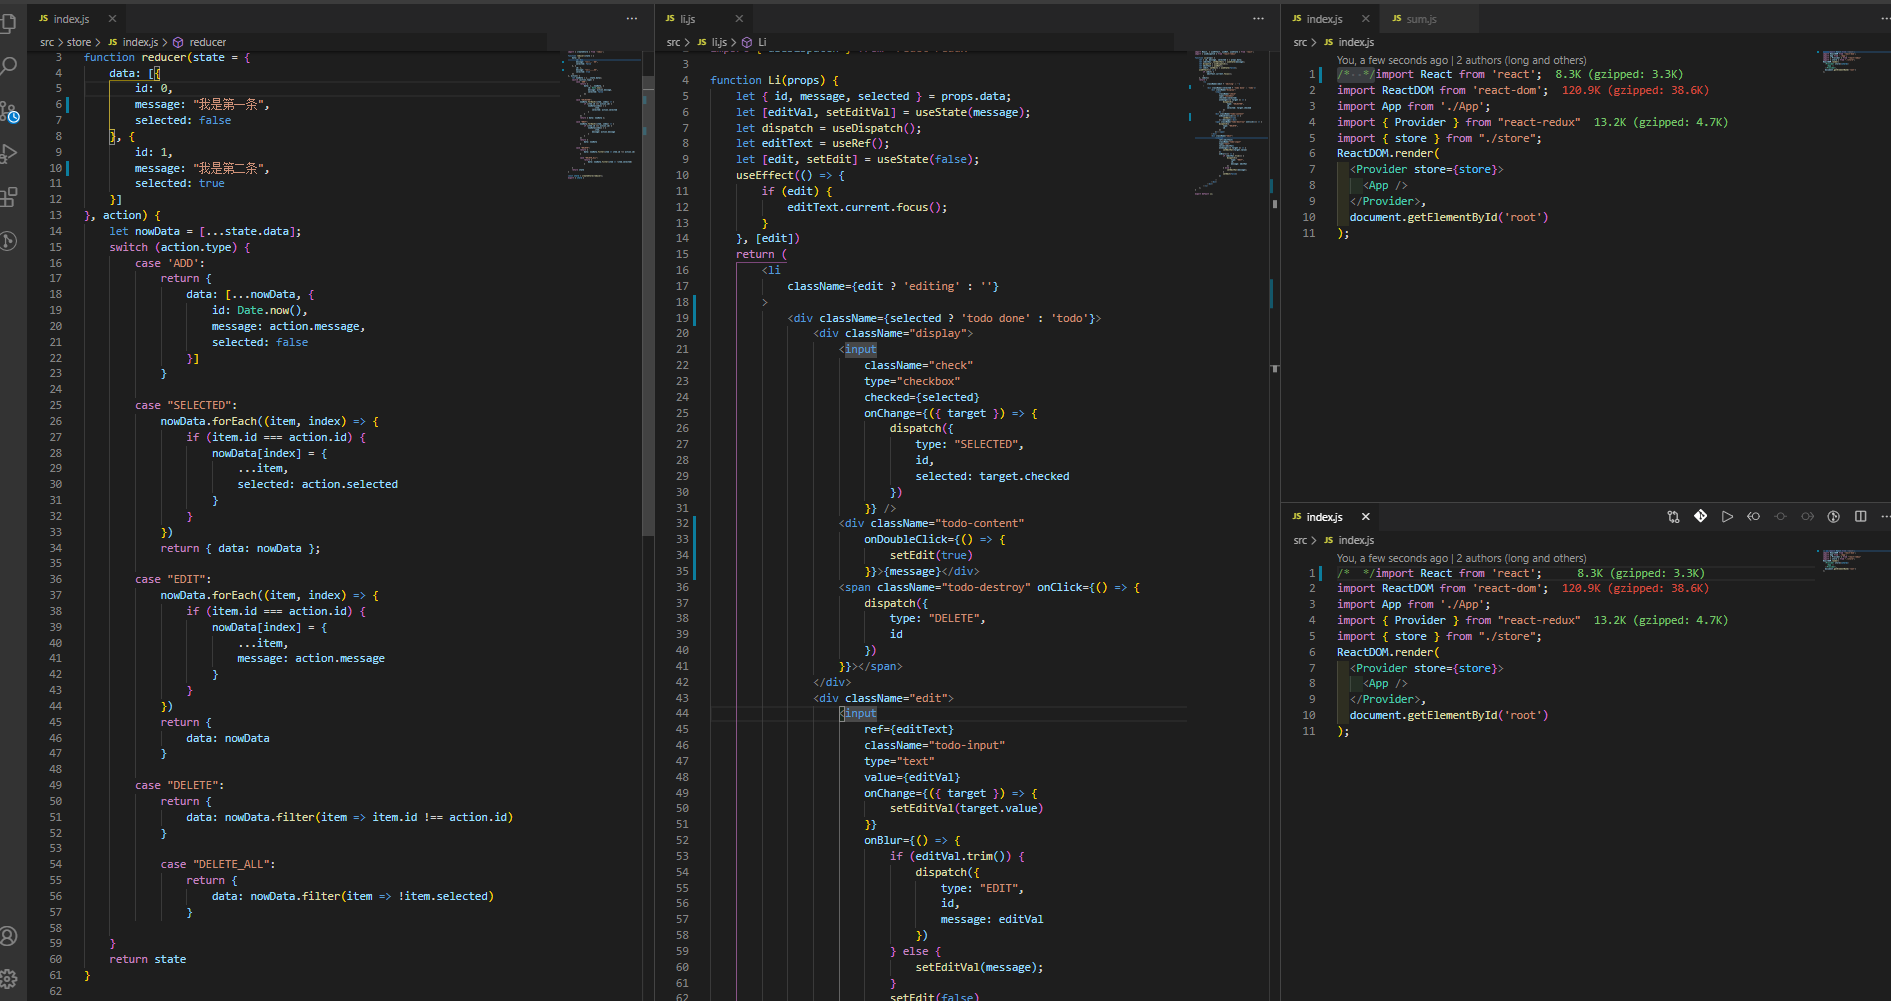 JS index.js
src > store > JS index.js > reducer
3 function reducer(state = {
4 data: [{
5 id: 0,
6 message: "我是第一条",
7 selected: false
8 }, {
9 id: 1,
10 message: "我是第二条",
11 selected: true
12 }]
13 }, action) {
14 let nowData = [...state.data];
15 switch (action.type) {
16 case 'ADD':
17 return {
18 data: [...nowData, {
19 id: Date.now(),
20 message: action.message,
21 selected: false
22 }]
23 }
24
25 case "SELECTED":
26 nowData.forEach((item, index) => {
27 if (item.id === action.id) {
28 nowData[index] = {
29 ...item,
30 selected: action.selected
31 }
32 }
33 })
34 return { data: nowData };
35
36 case "EDIT":
37 nowData.forEach((item, index) => {
38 if (item.id === action.id) {
39 nowData[index] = {
40 ...item,
41 message: action.message
42 }
43 }
44 })
45 return {
46 data: nowData
47 }
48
49 case "DELETE":
50 return {
51 data: nowData.filter(item => item.id !== action.id)
52 }
53
54 case "DELETE_ALL":
55 return {
56 data: nowData.filter(item => !item.selected)
57 }
58
59 }
60 return state
61 }
62
JS li.js
src > JS li.js > Li
3
4 function Li(props) {
5 let { id, message, selected } = props.data;
6 let [editVal, setEditVal] = useState(message);
7 let dispatch = useDispatch();
8 let editText = useRef();
9 let [edit, setEdit] = useState(false);
10 useEffect(() => {
11 if (edit) {
12 editText.current.focus();
13 }
14 }, [edit])
15 return (
16 <li
17 className={edit ? 'editing' : ''}
18 >
19 <div className={selected ? 'todo done' : 'todo'}>
20 <div className="display">
21 <input
22 className="check"
23 type="checkbox"
24 checked={selected}
25 onChange={({ target }) => {
26 dispatch({
27 type: "SELECTED",
28 id,
29 selected: target.checked
30 })
31 }} />
32 <div className="todo-content"
33 onDoubleClick={() => {
34 setEdit(true)
35 }}>{message}</div>
36 <span className="todo-destroy" onClick={() => {
37 dispatch({
38 type: "DELETE",
39 id
40 })
41 }}></span>
42 </div>
43 <div className="edit">
44 <input
45 ref={editText}
46 className="todo-input"
47 type="text"
48 value={editVal}
49 onChange={({ target }) => {
50 setEditVal(target.value)
51 }}
52 onBlur={() => {
53 if (editVal.trim()) {
54 dispatch({
55 type: "EDIT",
56 id,
57 message: editVal
58 })
59 } else {
60 setEditVal(message);
61 }
62 setEdit(false)
JS index.js JS sum.js
src > JS index.js
You, a few seconds ago | 2 authors (long and others)
1 /*··*/import React from 'react'; 8.3K (gzipped: 3.3K)
2 import ReactDOM from 'react-dom'; 120.9K (gzipped: 38.6K)
3 import App from './App';
4 import { Provider } from "react-redux" 13.2K (gzipped: 4.7K)
5 import { store } from "./store";
6 ReactDOM.render(
7 <Provider store={store}>
8 <App />
9 </Provider>,
10 document.getElementById('root')
11 );
JS index.js
src > JS index.js
You, a few seconds ago | 2 authors (long and others)
1 /*  */import React from 'react'; 8.3K (gzipped: 3.3K)
2 import ReactDOM from 'react-dom'; 120.9K (gzipped: 38.6K)
3 import App from './App';
4 import { Provider } from "react-redux" 13.2K (gzipped: 4.7K)
5 import { store } from "./store";
6 ReactDOM.render(
7 <Provider store={store}>
8 <App />
9 </Provider>,
10 document.getElementById('root')
11 );